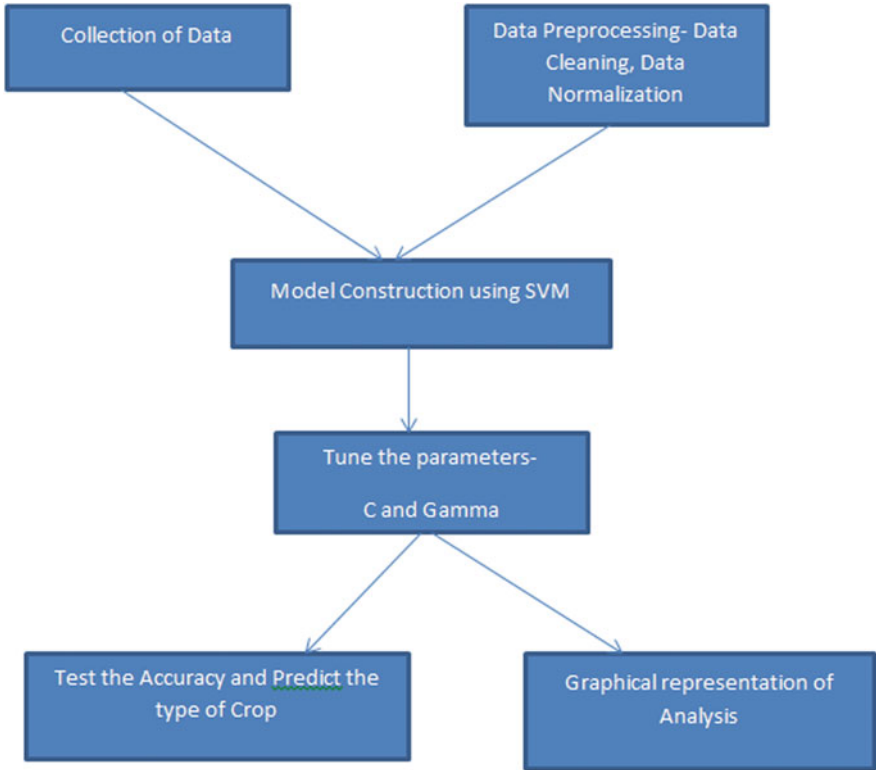 Collection of Data
Data Preprocessing- Data
Cleaning, Data
Normalization
Model Construction using SVM
Tune the parameters-
C and Gamma
Test the Accuracy and Predict the
type of Crop
Graphical representation of
Analysis